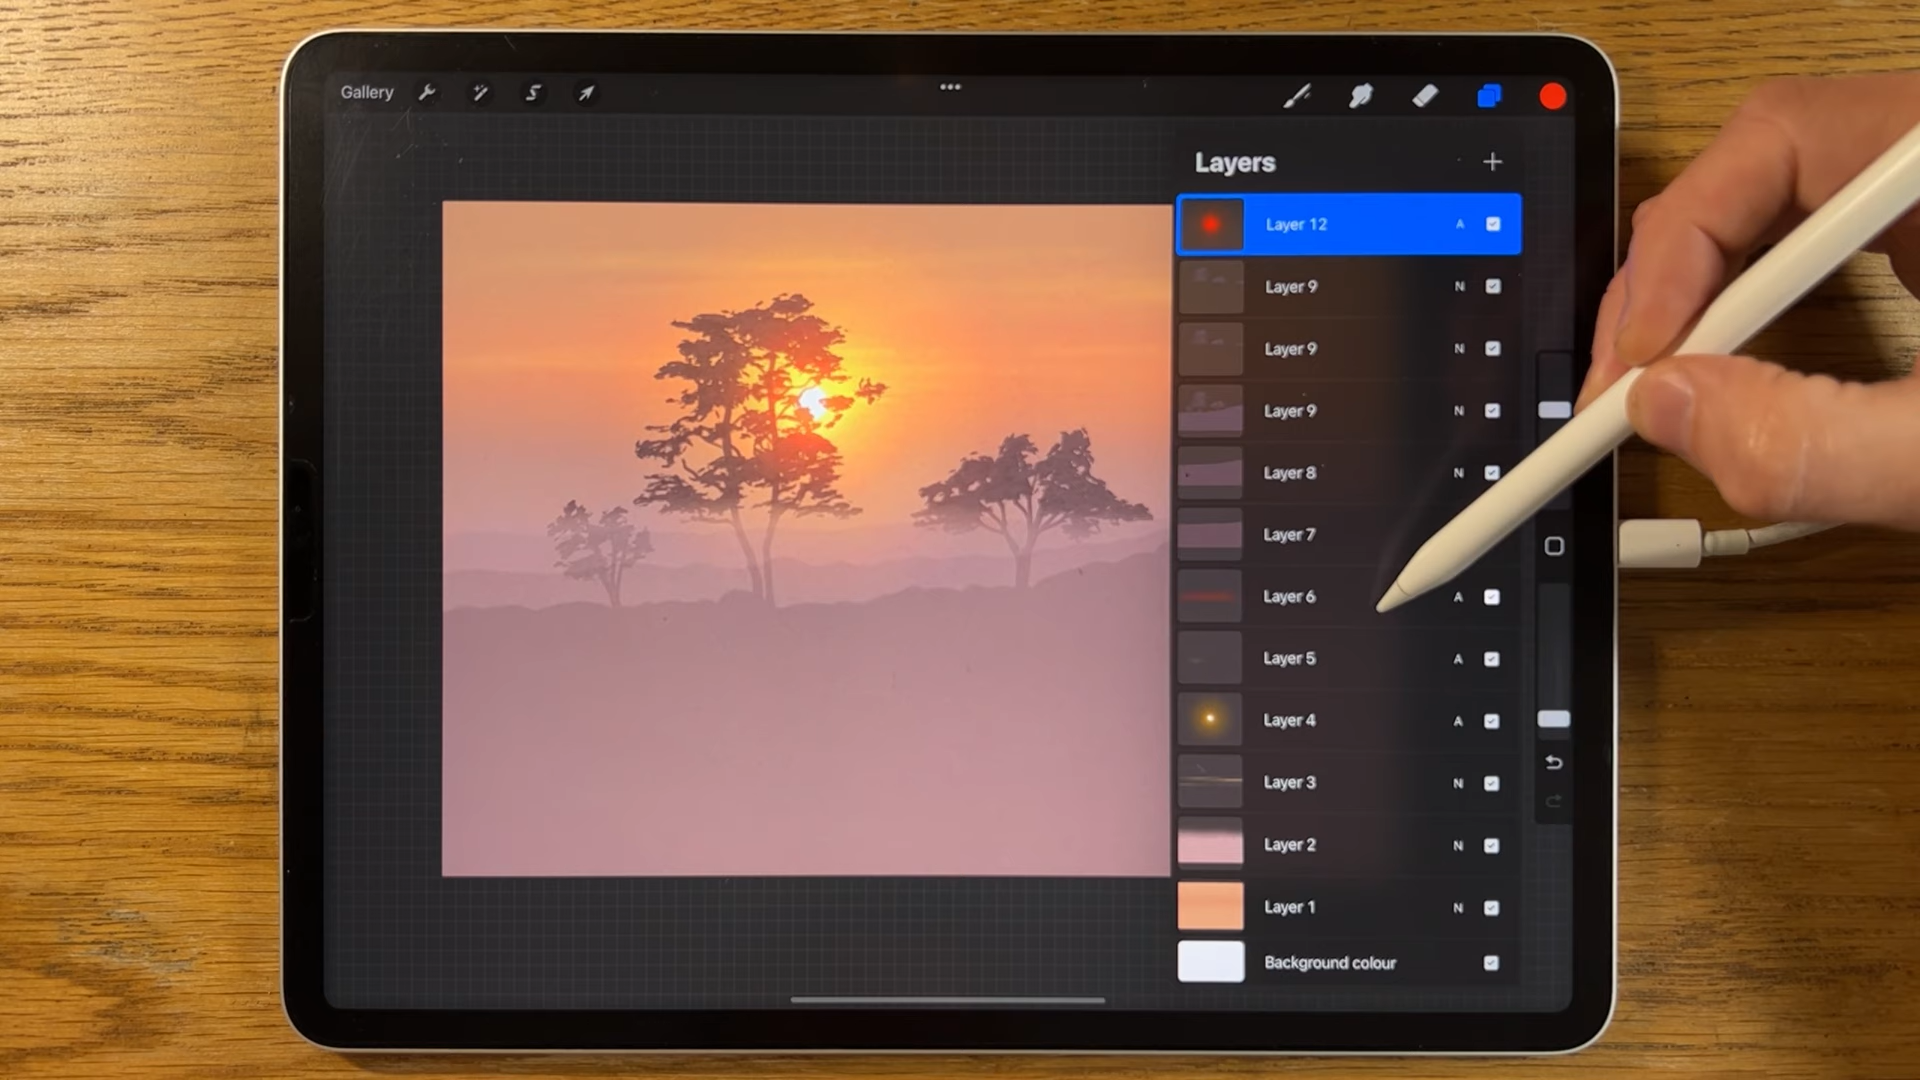 Gallery
Layers
Layer 12 A
Layer 9 N
Layer 9 N
Layer 9 N
Layer 8 N
Layer 7
Layer 6 A
Layer 5 A
Layer 4 A
Layer 3 N
Layer 2 N
Layer 1 N
Background colour